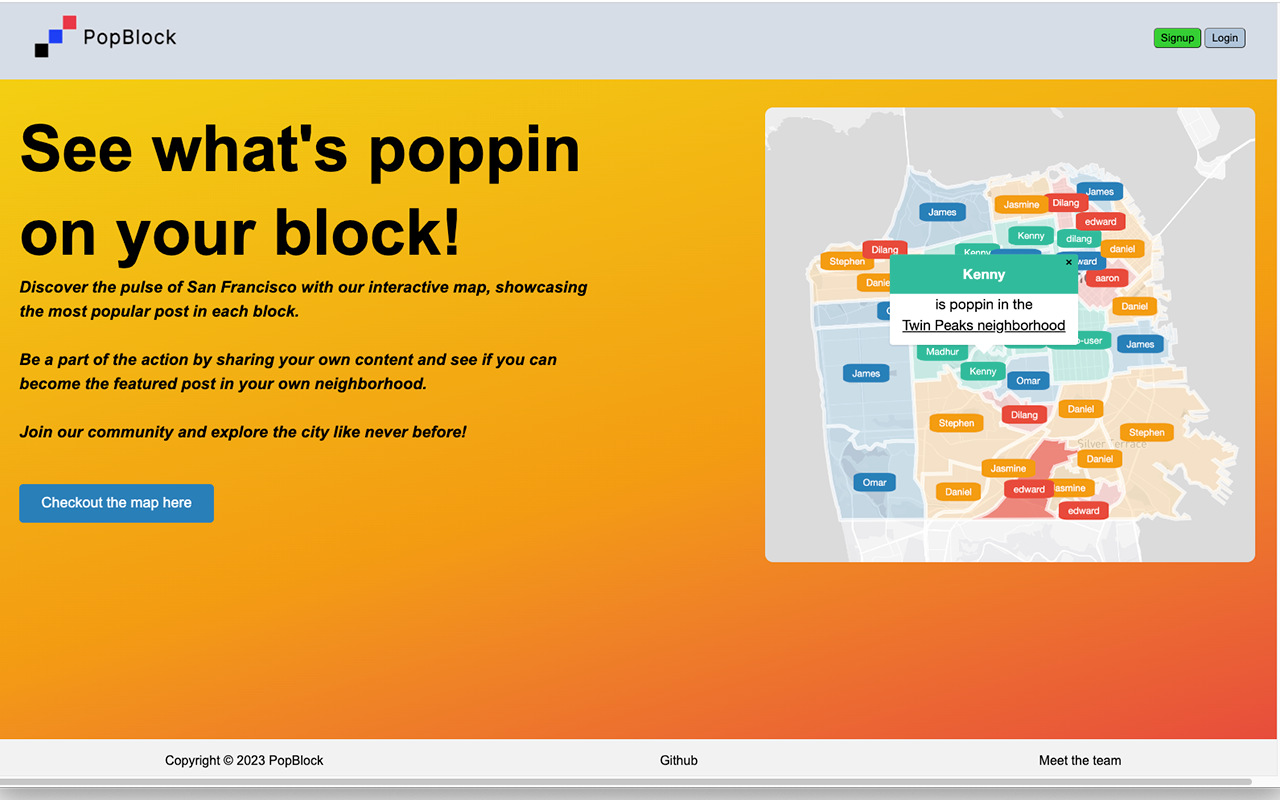 PopBlock
Signup
Login
See what's poppin
on your block!
Discover the pulse of San Francisco with our interactive map, showcasing
the most popular post in each block.
Be a part of the action by sharing your own content and see if you can
become the featured post in your own neighborhood.
Join our community and explore the city like never before!
Checkout the map here
James
James
Jasmine
Dilang
edward
Kenny
dilang
daniel
Dilang
Kenny
Stephen
ward
×
Kenny
is poppin in the
Twin Peaks neighborhood
aaron
Danie
Daniel
o-user
James
Madhur
Kenny
James
Omar
Daniel
Dilang
Stephen
Stephen
Silver Terrace
Daniel
Jasmine
Omar
Daniel
edward
asmine
edward
Copyright © 2023 PopBlock
Github
Meet the team